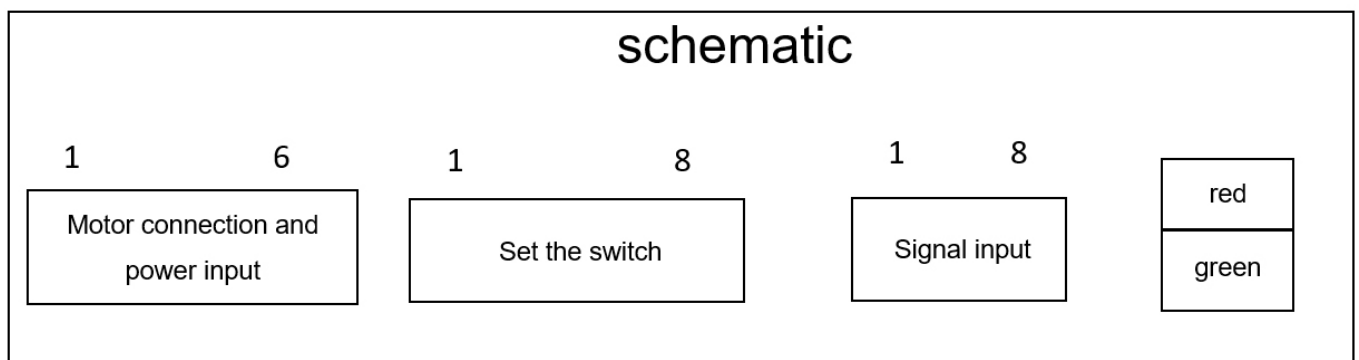 schematic
1 6 1 8 1 8
Motor connection and
power input
Set the switch
Signal input
red
green